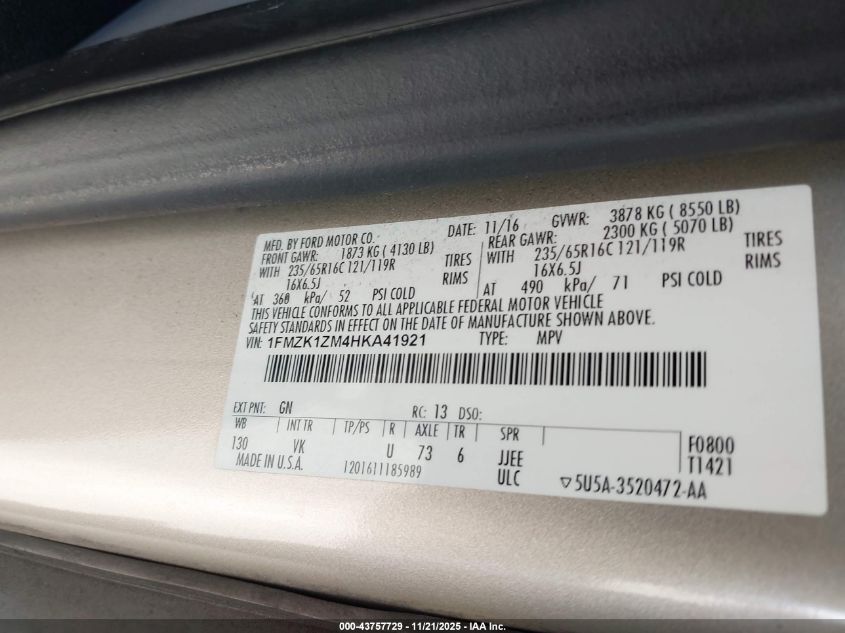 MFD. BY FORD MOTOR CO. DATE: 11/16 GVWR: 3878 KG ( 8550 LB)
FRONT GAWR: 1873 KG ( 4130 LB) REAR GAWR: 2300 KG ( 5070 LB)
WITH 235/65R16C 121/119R TIRES WITH 235/65R16C 121/119R TIRES
16X6.5J RIMS 16X6.5J RIMS
AT 360 kPa/ 52 PSI COLD AT 490 kPa/ 71 PSI COLD
THIS VEHICLE CONFORMS TO ALL APPLICABLE FEDERAL MOTOR VEHICLE
SAFETY STANDARDS IN EFFECT ON THE DATE OF MANUFACTURE SHOWN ABOVE.
VIN: 1FMZK1ZM4HKA41921 TYPE: MPV
EXT PNT: GN RC: 13 DSO:
WB INT TR TP/PS R AXLE TR SPR
130 VK U 73 6 JJEE F0800
MADE IN U.S.A. 1201611185989 ULC T1421
▽5U5A-3520472-AA
000-43757729 - 11/21/2025 - IAA Inc.